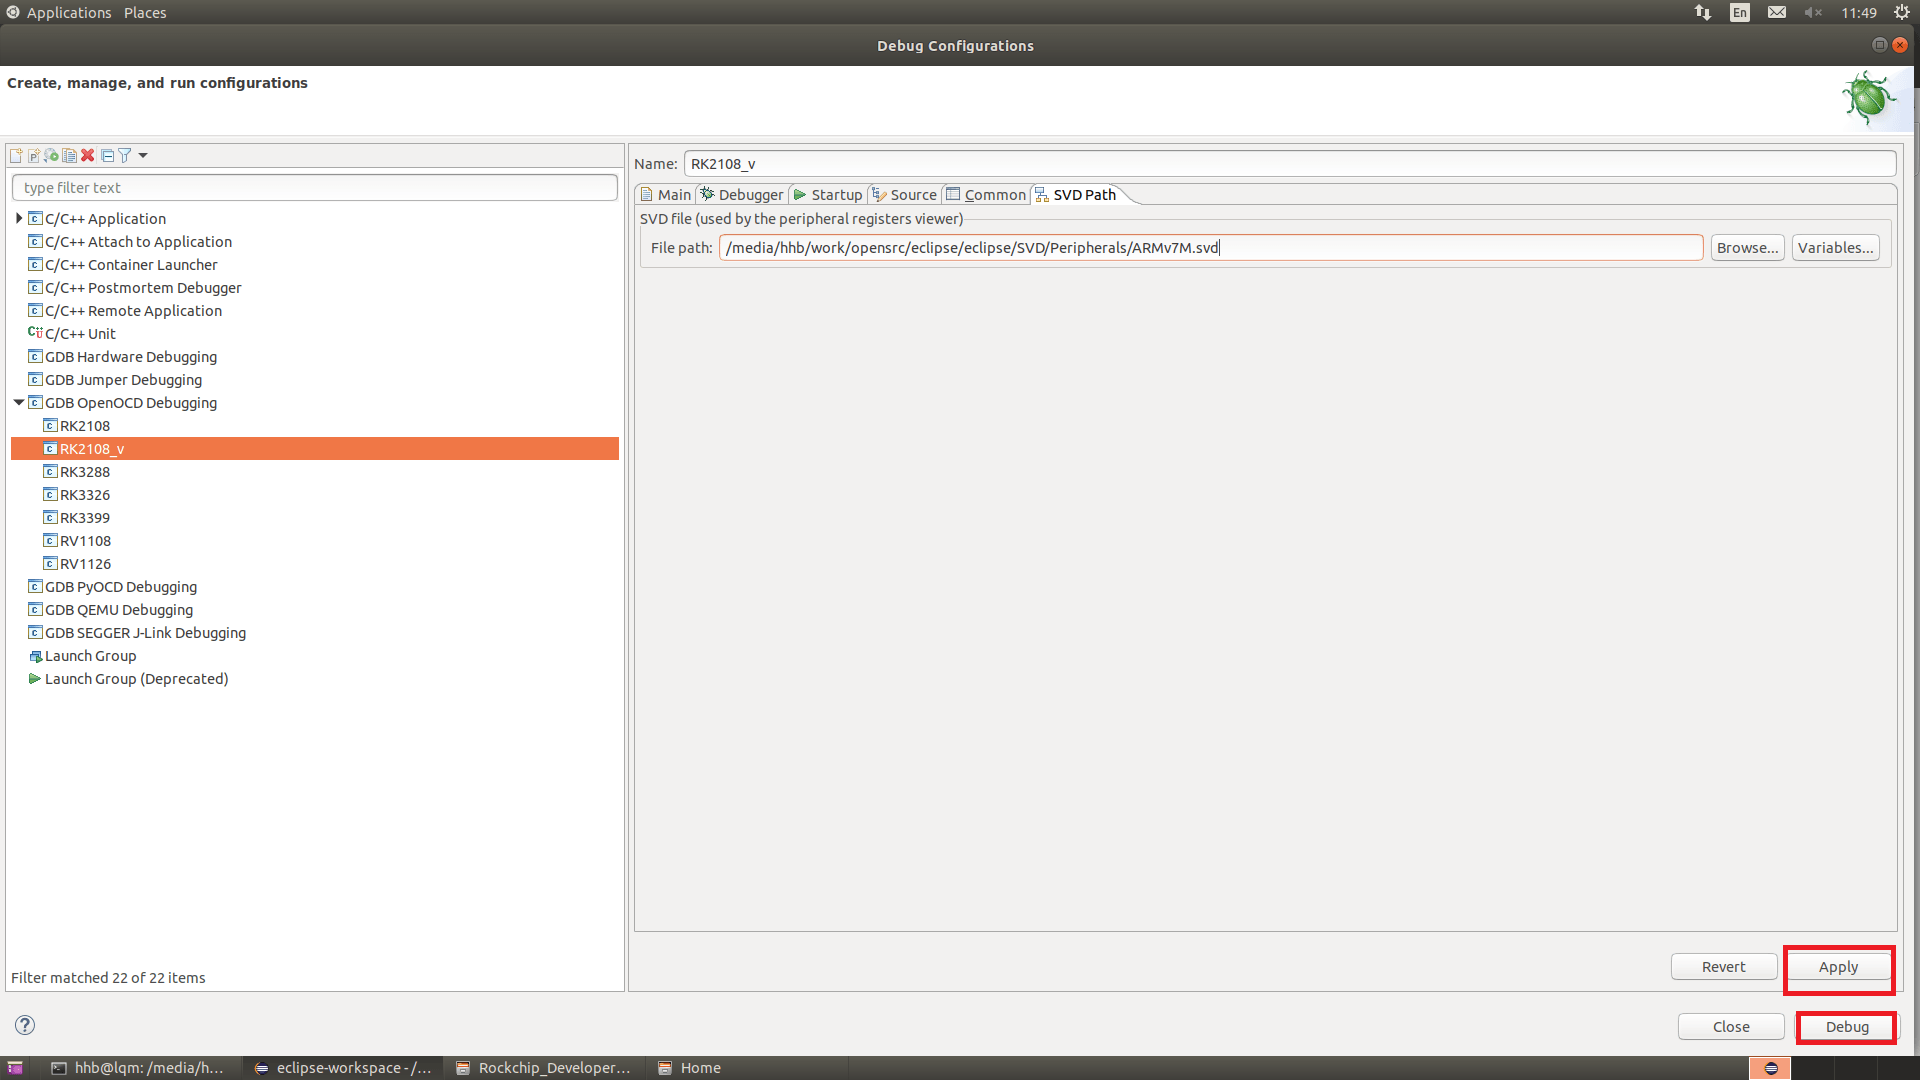 Applications Places
En
11:49
Debug Configurations
Create, manage, and run configurations
type filter text
C/C++ Application
C/C++ Attach to Application
C/C++ Container Launcher
C/C++ Postmortem Debugger
C/C++ Remote Application
C/C++ Unit
GDB Hardware Debugging
GDB Jumper Debugging
GDB OpenOCD Debugging
RK2108
RK2108_v
RK3288
RK3326
RK3399
RV1108
RV1126
GDB PyOCD Debugging
GDB QEMU Debugging
GDB SEGGER J-Link Debugging
Launch Group
Launch Group (Deprecated)
Filter matched 22 of 22 items
Name: RK2108_v
Main Debugger Startup Source Common SVD Path
SVD file (used by the peripheral registers viewer)
File path: /media/hhb/work/opensrc/eclipse/eclipse/SVD/Peripherals/ARMv7M.svd Browse... Variables...
Revert Apply
Close Debug
hhb@lqm: /media/h... eclipse-workspace - /... Rockchip_Developer... Home